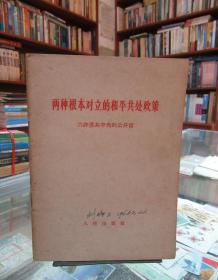 两种根本对立的和平共处政策
六评苏共中央的公开信
人民出版社